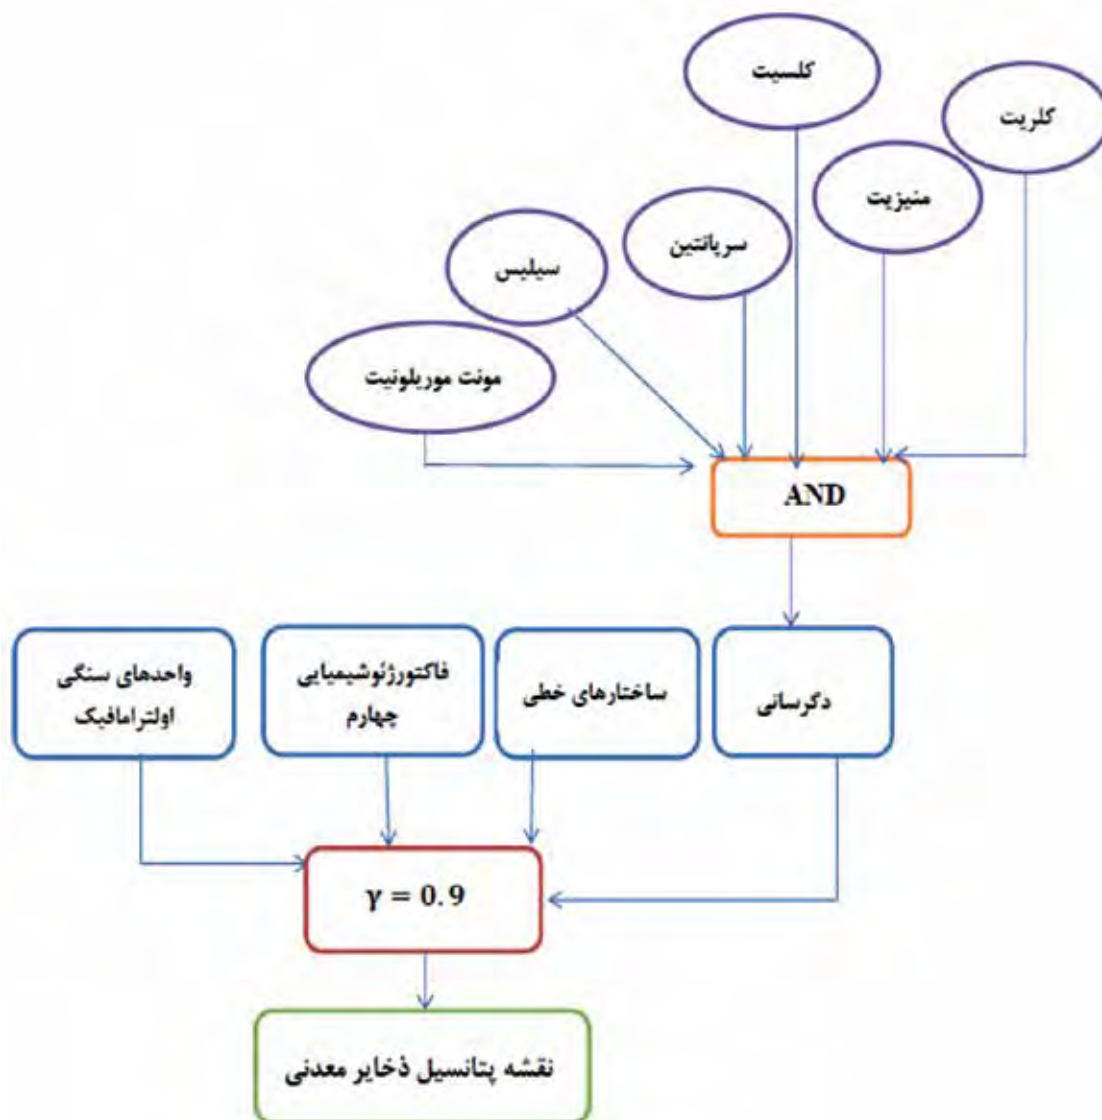 کلسیت
کلریت
منیزیت
سرپانتین
سیلیس
مونت موریلونیت
AND
دگرسانی
ساختارهای خطی
فاکتورژئوشیمیایی
چهارم
واحدهای سنگی
اولترامافیک
γ = 0.9
نقشه پتانسیل ذخایر معدنی